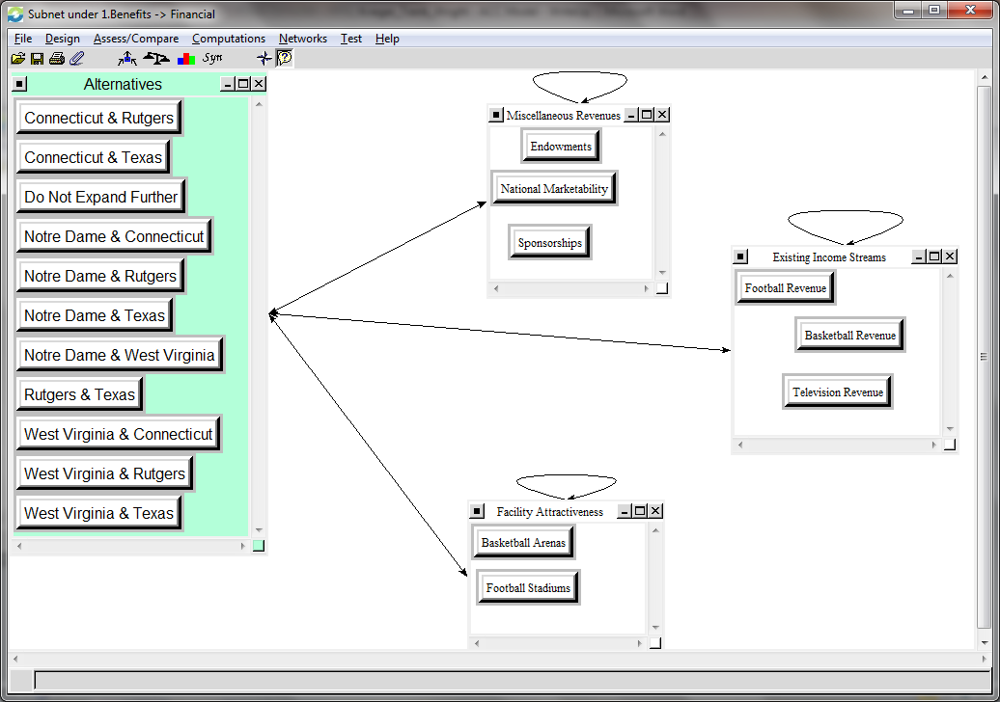 Subnet under 1.Benefits -> Financial
File Design Assess/Compare Computations Networks Test Help
Syn
Alternatives
Connecticut & Rutgers
Connecticut & Texas
Do Not Expand Further
Notre Dame & Connecticut
Notre Dame & Rutgers
Notre Dame & Texas
Notre Dame & West Virginia
Rutgers & Texas
West Virginia & Connecticut
West Virginia & Rutgers
West Virginia & Texas
Miscellaneous Revenues
Endowments
National Marketability
Sponsorships
Existing Income Streams
Football Revenue
Basketball Revenue
Television Revenue
Facility Attractiveness
Basketball Arenas
Football Stadiums